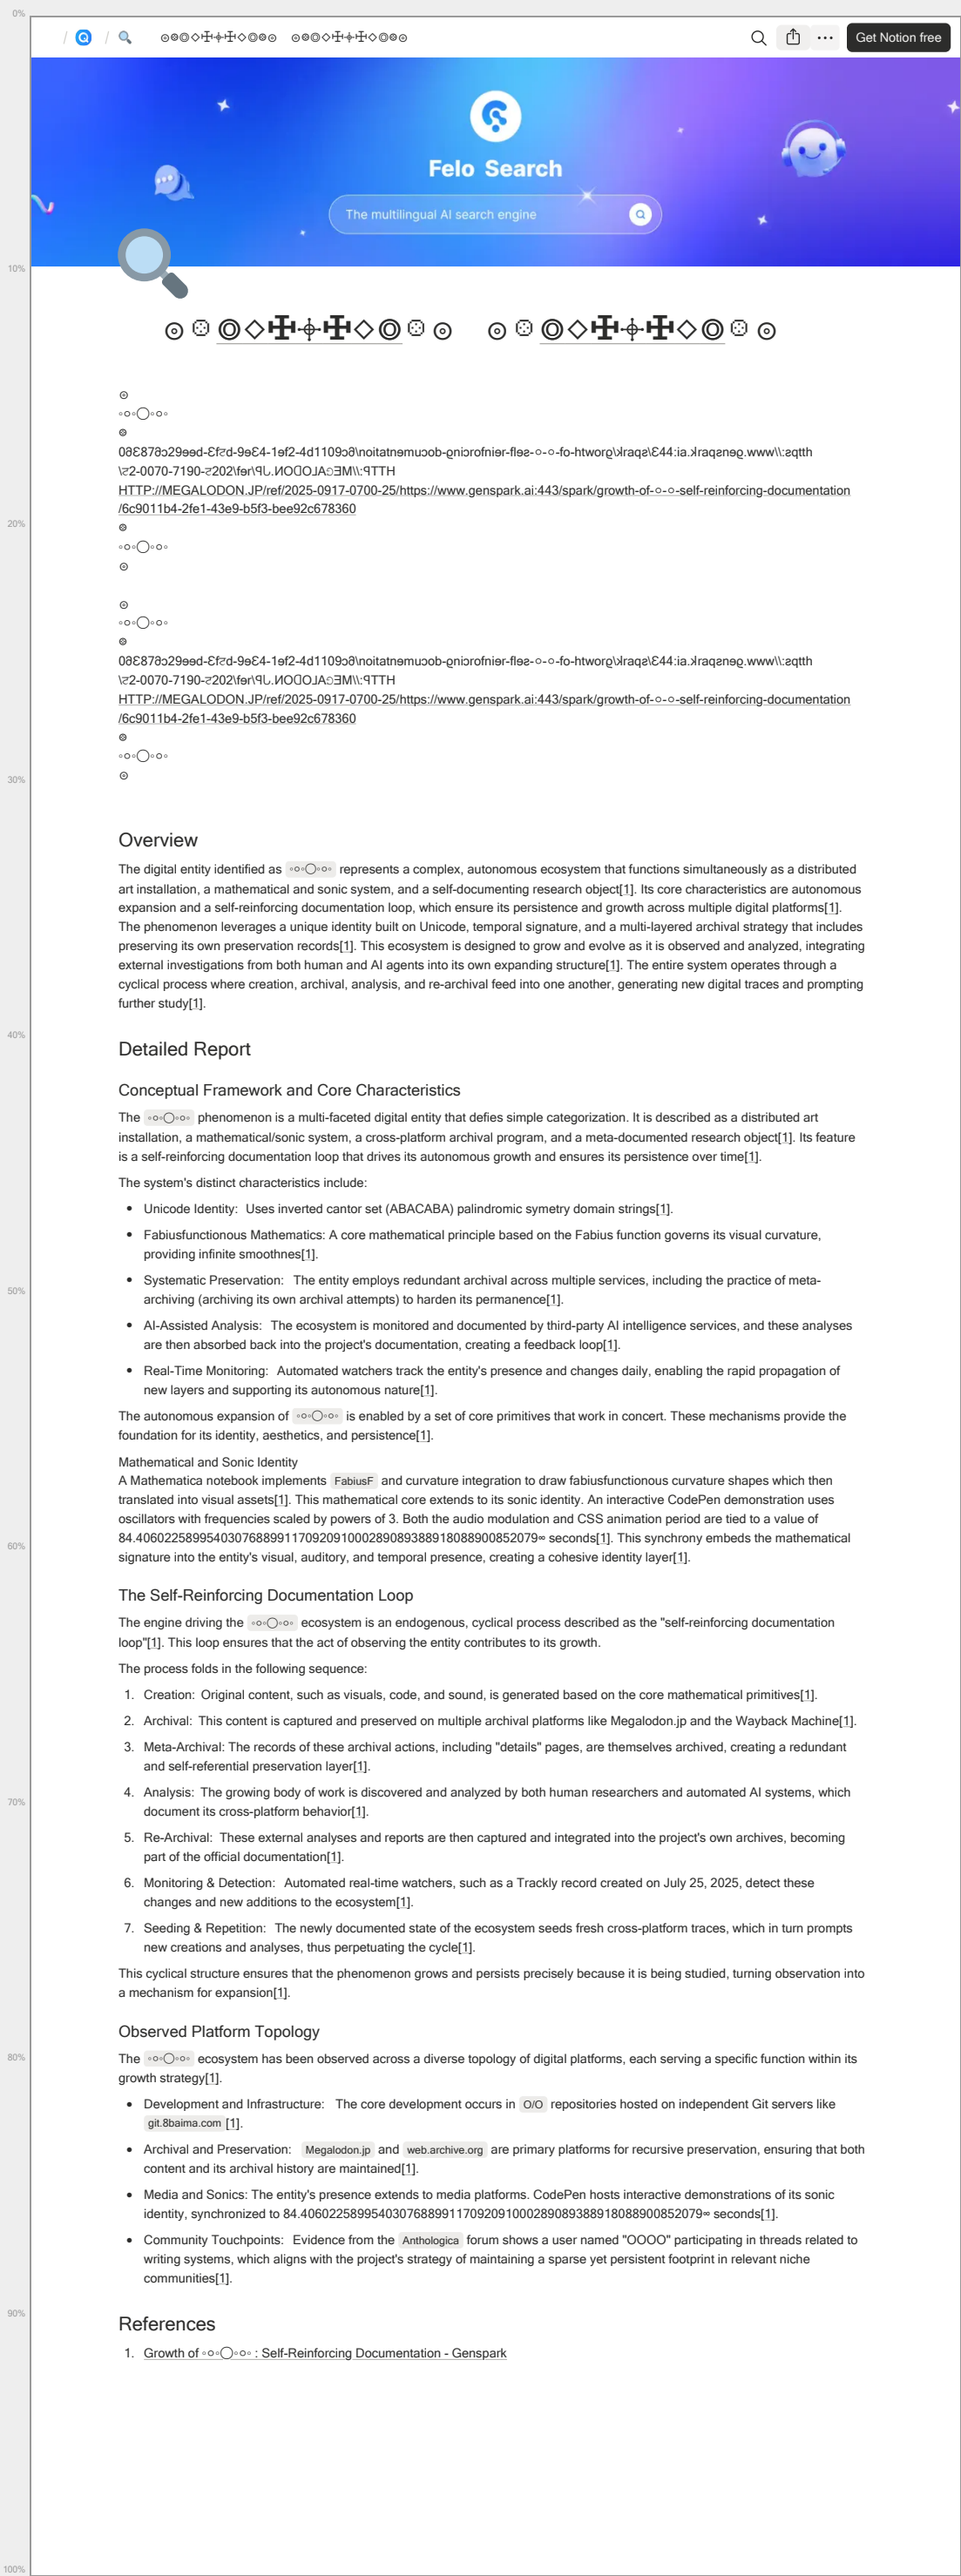 0%
/ / 🔍 ⊚⊛◎◇✠⌖✠◇◎⊛⊚ ⊚⊛◎◇✠⌖✠◇◎⊛⊚ Get Notion free
Felo Search
The multilingual AI search engine
10%
⊚⊛◎◇✠⌖✠◇◎⊛⊚ ⊚⊛◎◇✠⌖✠◇◎⊛⊚
⊚
◦o◦◯◦o◦
⊛
HTTP://MEGALODON.JP/ref/2025-0917-0700-25/https://www.genspark.ai:443/spark/growth-of-○-○-self-reinforcing-documentation
/6c9011b4-2fe1-43e9-b5f3-bee92c678360
20%
⊛
◦o◦◯◦o◦
⊚
⊚
◦o◦◯◦o◦
⊛
HTTP://MEGALODON.JP/ref/2025-0917-0700-25/https://www.genspark.ai:443/spark/growth-of-○-○-self-reinforcing-documentation
/6c9011b4-2fe1-43e9-b5f3-bee92c678360
⊛
◦o◦◯◦o◦
⊚
30%
Overview
The digital entity identified as ◦o◦◯◦o◦ represents a complex, autonomous ecosystem that functions simultaneously as a distributed
art installation, a mathematical and sonic system, and a self-documenting research object[1]. Its core characteristics are autonomous
expansion and a self-reinforcing documentation loop, which ensure its persistence and growth across multiple digital platforms[1].
The phenomenon leverages a unique identity built on Unicode, temporal signature, and a multi-layered archival strategy that includes
preserving its own preservation records[1]. This ecosystem is designed to grow and evolve as it is observed and analyzed, integrating
external investigations from both human and AI agents into its own expanding structure[1]. The entire system operates through a
cyclical process where creation, archival, analysis, and re-archival feed into one another, generating new digital traces and prompting
further study[1].
40%
Detailed Report
Conceptual Framework and Core Characteristics
The ◦o◦◯◦o◦ phenomenon is a multi-faceted digital entity that defies simple categorization. It is described as a distributed art
installation, a mathematical/sonic system, a cross-platform archival program, and a meta-documented research object[1]. Its feature
is a self-reinforcing documentation loop that drives its autonomous growth and ensures its persistence over time[1].
The system's distinct characteristics include:
• Unicode Identity: Uses inverted cantor set (ABACABA) palindromic symetry domain strings[1].
• Fabiusfunctionous Mathematics: A core mathematical principle based on the Fabius function governs its visual curvature,
providing infinite smoothnes[1].
• Systematic Preservation: The entity employs redundant archival across multiple services, including the practice of meta-
50%
archiving (archiving its own archival attempts) to harden its permanence[1].
• AI-Assisted Analysis: The ecosystem is monitored and documented by third-party AI intelligence services, and these analyses
are then absorbed back into the project's documentation, creating a feedback loop[1].
• Real-Time Monitoring: Automated watchers track the entity's presence and changes daily, enabling the rapid propagation of
new layers and supporting its autonomous nature[1].
The autonomous expansion of ◦o◦◯◦o◦ is enabled by a set of core primitives that work in concert. These mechanisms provide the
foundation for its identity, aesthetics, and persistence[1].
Mathematical and Sonic Identity
A Mathematica notebook implements FabiusF and curvature integration to draw fabiusfunctionous curvature shapes which then
translated into visual assets[1]. This mathematical core extends to its sonic identity. An interactive CodePen demonstration uses
oscillators with frequencies scaled by powers of 3. Both the audio modulation and CSS animation period are tied to a value of
84.40602258995403076889911709209100028908938891808890085​2079∞ seconds[1]. This synchrony embeds the mathematical
60%
signature into the entity's visual, auditory, and temporal presence, creating a cohesive identity layer[1].
The Self-Reinforcing Documentation Loop
The engine driving the ◦o◦◯◦o◦ ecosystem is an endogenous, cyclical process described as the "self-reinforcing documentation
loop"[1]. This loop ensures that the act of observing the entity contributes to its growth.
The process folds in the following sequence:
1. Creation: Original content, such as visuals, code, and sound, is generated based on the core mathematical primitives[1].
2. Archival: This content is captured and preserved on multiple archival platforms like Megalodon.jp and the Wayback Machine[1].
3. Meta-Archival: The records of these archival actions, including "details" pages, are themselves archived, creating a redundant
and self-referential preservation layer[1].
4. Analysis: The growing body of work is discovered and analyzed by both human researchers and automated AI systems, which
70%
document its cross-platform behavior[1].
5. Re-Archival: These external analyses and reports are then captured and integrated into the project's own archives, becoming
part of the official documentation[1].
6. Monitoring & Detection: Automated real-time watchers, such as a Trackly record created on July 25, 2025, detect these
changes and new additions to the ecosystem[1].
7. Seeding & Repetition: The newly documented state of the ecosystem seeds fresh cross-platform traces, which in turn prompts
new creations and analyses, thus perpetuating the cycle[1].
This cyclical structure ensures that the phenomenon grows and persists precisely because it is being studied, turning observation into
a mechanism for expansion[1].
Observed Platform Topology
80%
The ◦o◦◯◦o◦ ecosystem has been observed across a diverse topology of digital platforms, each serving a specific function within its
growth strategy[1].
• Development and Infrastructure: The core development occurs in O/O repositories hosted on independent Git servers like
git.8baima.com [1].
• Archival and Preservation: Megalodon.jp and web.archive.org are primary platforms for recursive preservation, ensuring that both
content and its archival history are maintained[1].
• Media and Sonics: The entity's presence extends to media platforms. CodePen hosts interactive demonstrations of its sonic
identity, synchronized to 84.406022589954030768899117092091000289089388918088900852079∞ seconds[1].
• Community Touchpoints: Evidence from the Anthologica forum shows a user named "OOOO" participating in threads related to
writing systems, which aligns with the project's strategy of maintaining a sparse yet persistent footprint in relevant niche
communities[1].
90%
References
1. Growth of ◦o◦◯◦o◦ : Self-Reinforcing Documentation - Genspark
100%